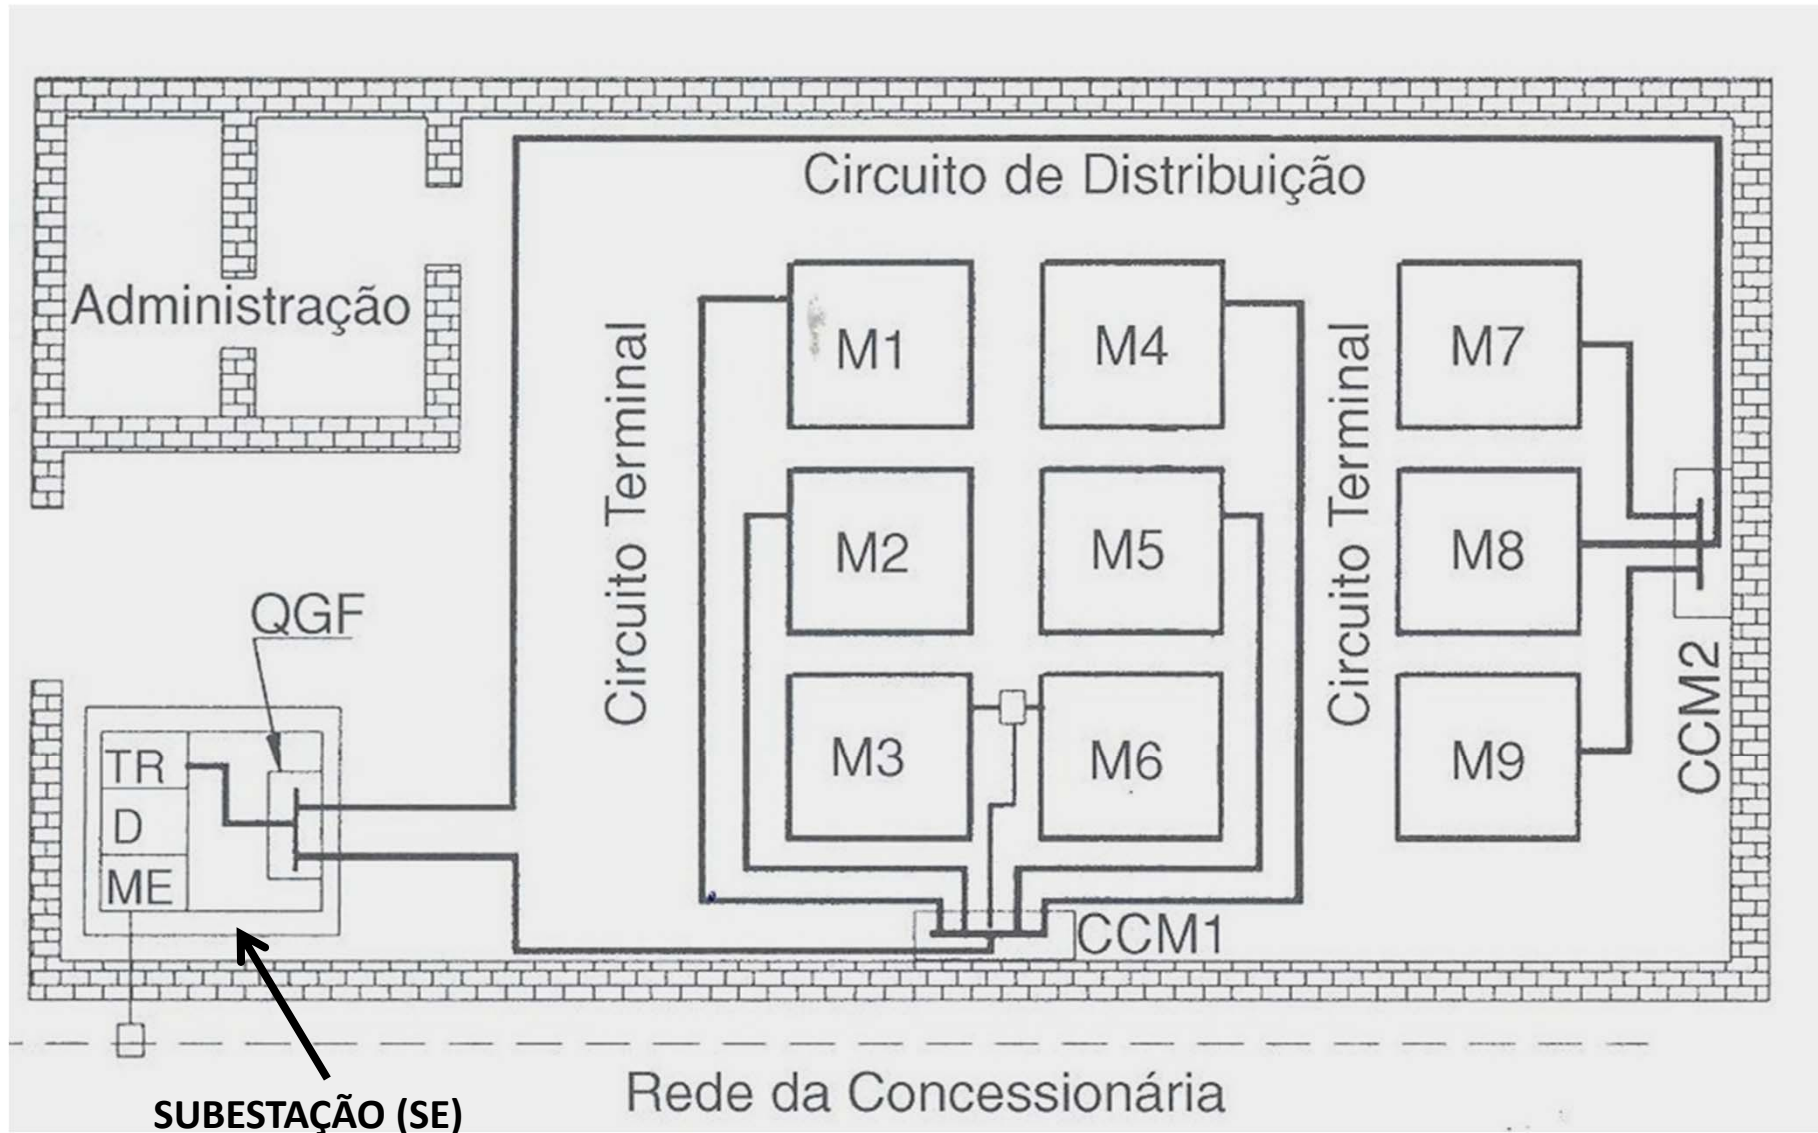 Circuito de Distribuição
Administração
Circuito Terminal
M1
M4
Circuito Terminal
M7
M2
M5
M8
QGF
M3
M6
M9
CCM2
TR
D
ME
CCM1
Rede da Concessionária
SUBESTAÇÃO (SE)